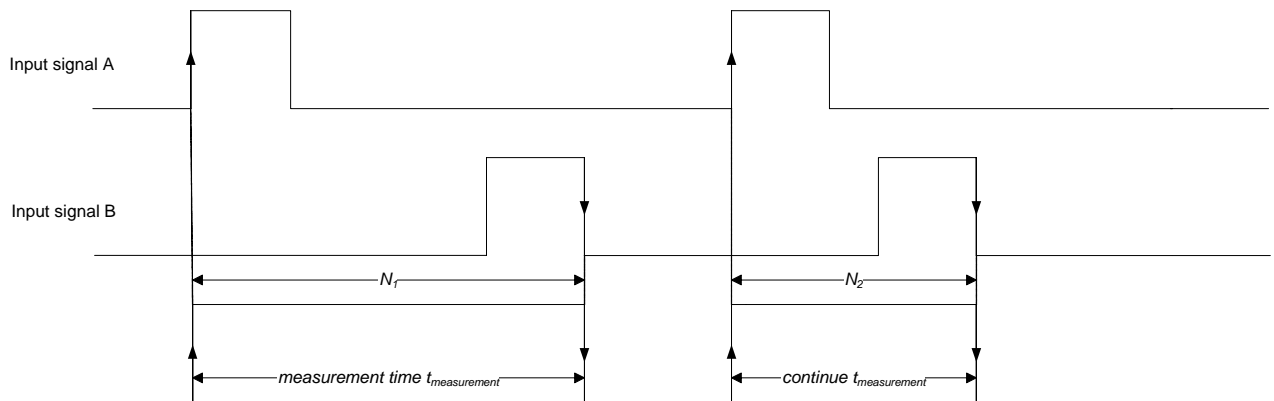 Input signal A
Input signal B
N1
N2
measurement time tmeasurement
continue tmeasurement